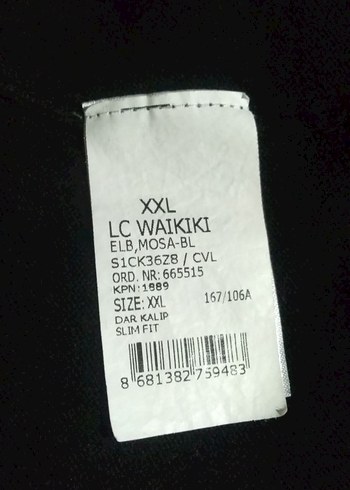 XXL
LC WAIKIKI
ELB,MOSA-BL
S1CK36Z8 / CVL
ORD. NR: 665515
KPN: 1989
SIZE: XXL 167/106A
DAR KALIP
SLIM FIT
8 681382 759483